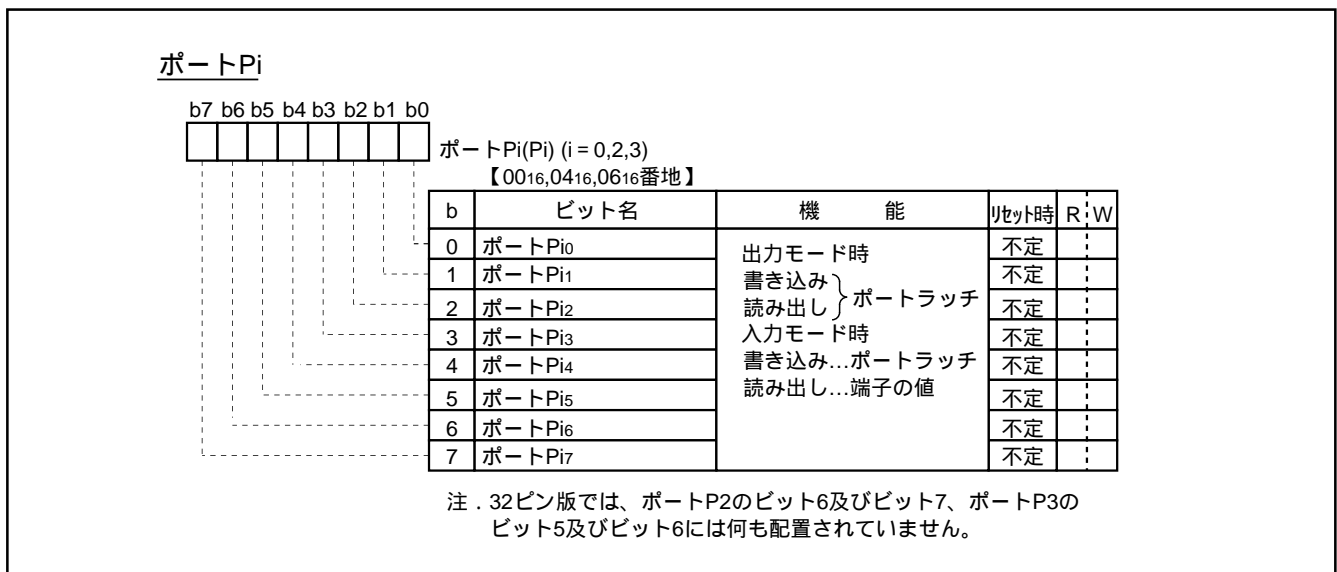 ポートPi
b7 b6 b5 b4 b3 b2 b1 b0
ポートPi(Pi) (i = 0,2,3)
【0016,0416,0616番地】
b ビット名 機 能 リセット時 R W
0 ポートPi0 不定
1 ポートPi1 不定
2 ポートPi2 不定
3 ポートPi3 不定
4 ポートPi4 不定
5 ポートPi5 不定
6 ポートPi6 不定
7 ポートPi7 不定
出力モード時
書き込み
読み出し ポートラッチ
入力モード時
書き込み…ポートラッチ
読み出し…端子の値
注．32ピン版では、ポートP2のビット6及びビット7、ポートP3の
ビット5及びビット6には何も配置されていません。